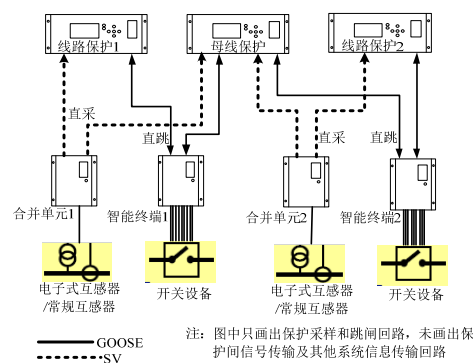 线路保护1
母线保护
线路保护2
直采
直跳
直采
直跳
合并单元1
智能终端1
合并单元2
智能终端2
电子式互感器
/常规互感器
开关设备
电子式互感器
/常规互感器
开关设备
GOOSE
SV
注：图中只画出保护采样和跳闸回路，未画出保
护间信号传输及其他系统信息传输回路